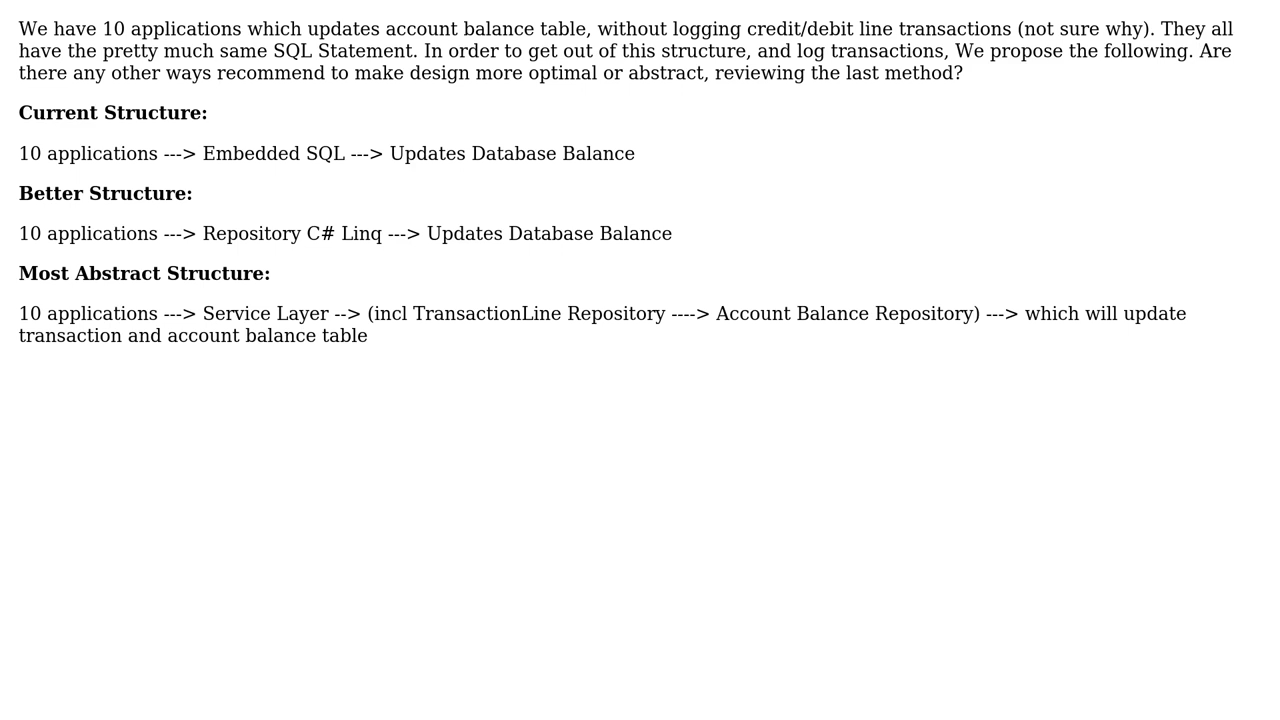 We have 10 applications which updates account balance table, without logging credit/debit line transactions (not sure why). They all
have the pretty much same SQL Statement. In order to get out of this structure, and log transactions, We propose the following. Are
there any other ways recommend to make design more optimal or abstract, reviewing the last method?
Current Structure:
10 applications ---> Embedded SQL ---> Updates Database Balance
Better Structure:
10 applications ---> Repository C# Linq ---> Updates Database Balance
Most Abstract Structure:
10 applications ---> Service Layer --> (incl TransactionLine Repository ----> Account Balance Repository) ---> which will update
transaction and account balance table